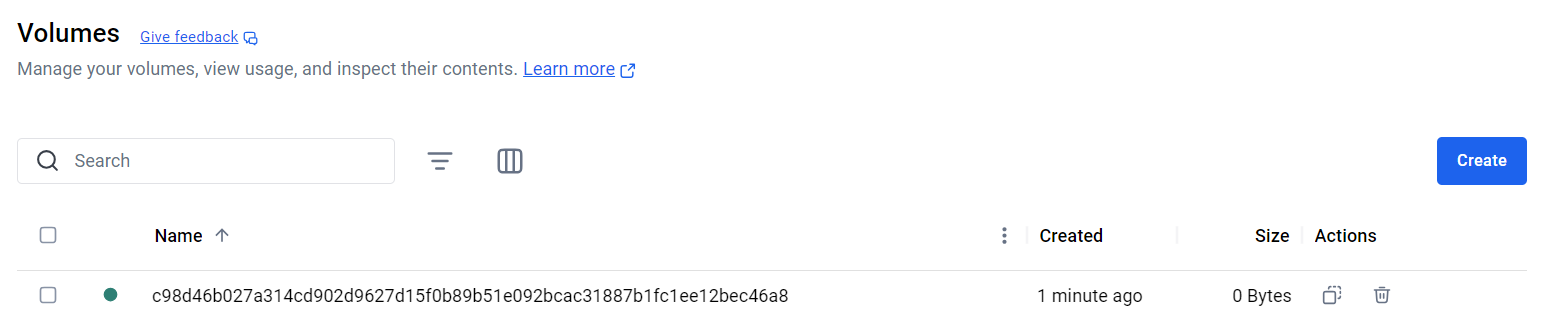 Volumes Give feedback
Manage your volumes, view usage, and inspect their contents. Learn more
Search
Create
Name Created Size Actions
c98d46b027a314cd902d9627d15f0b89b51e092bcac31887b1fc1ee12bec46a8 1 minute ago 0 Bytes